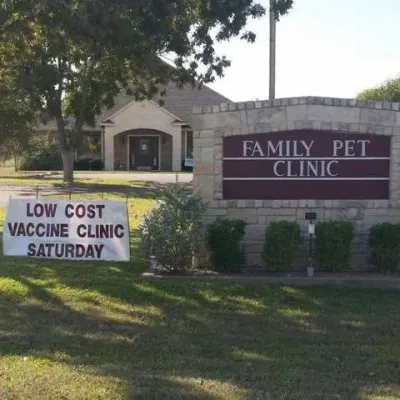 FAMILY PET
CLINIC
LOW COST
VACCINE CLINIC
SATURDAY